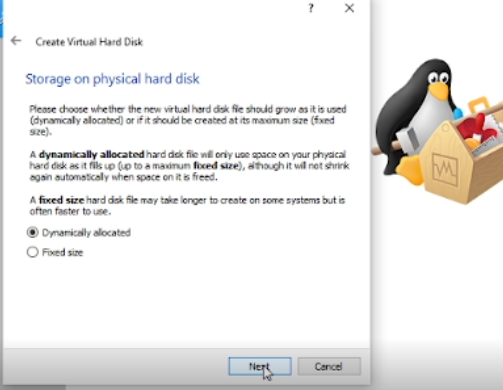 ?
Create Virtual Hard Disk
Storage on physical hard disk
Please choose whether the new virtual hard disk file should grow as it is used
(dynamically allocated) or if it should be created at its maximum size (fixed
size).
A dynamically allocated hard disk file will only use space on your physical
hard disk as it fills up (up to a maximum fixed size), although it will not shrink
again automatically when space on it is freed.
A fixed size hard disk file may take longer to create on some systems but is
often faster to use.
Dynamically allocated
Fixed size
Next
Cancel